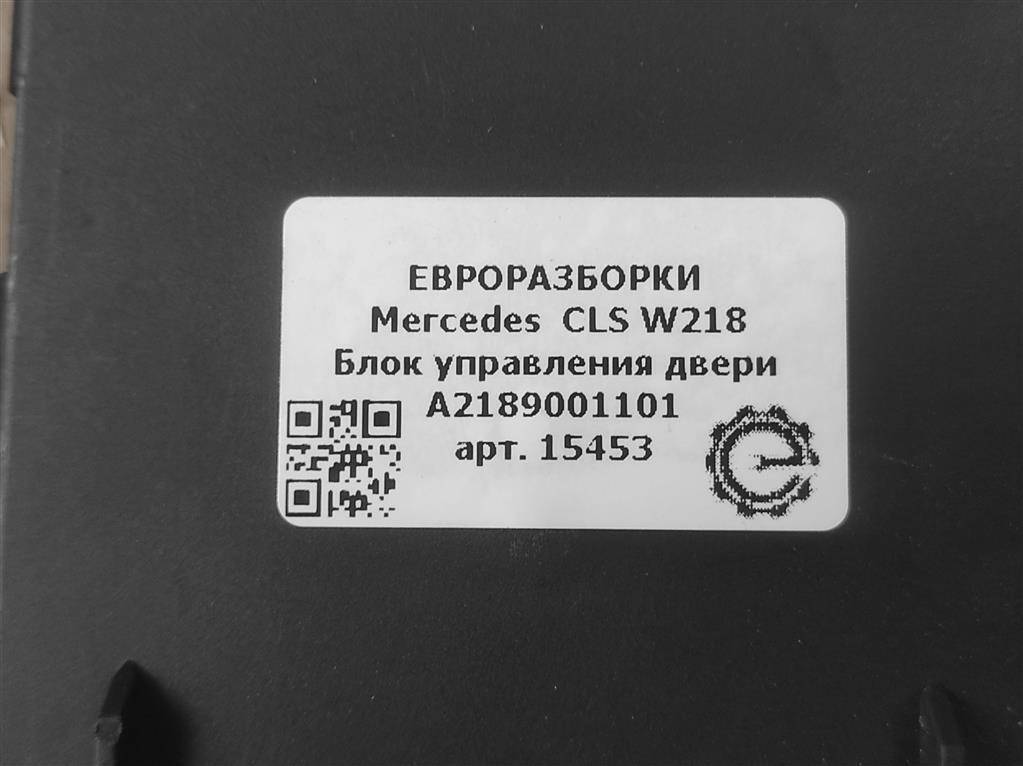 ЕВРОРАЗБОРКИ
Mercedes CLS W218
Блок управления двери
A2189001101
арт. 15453